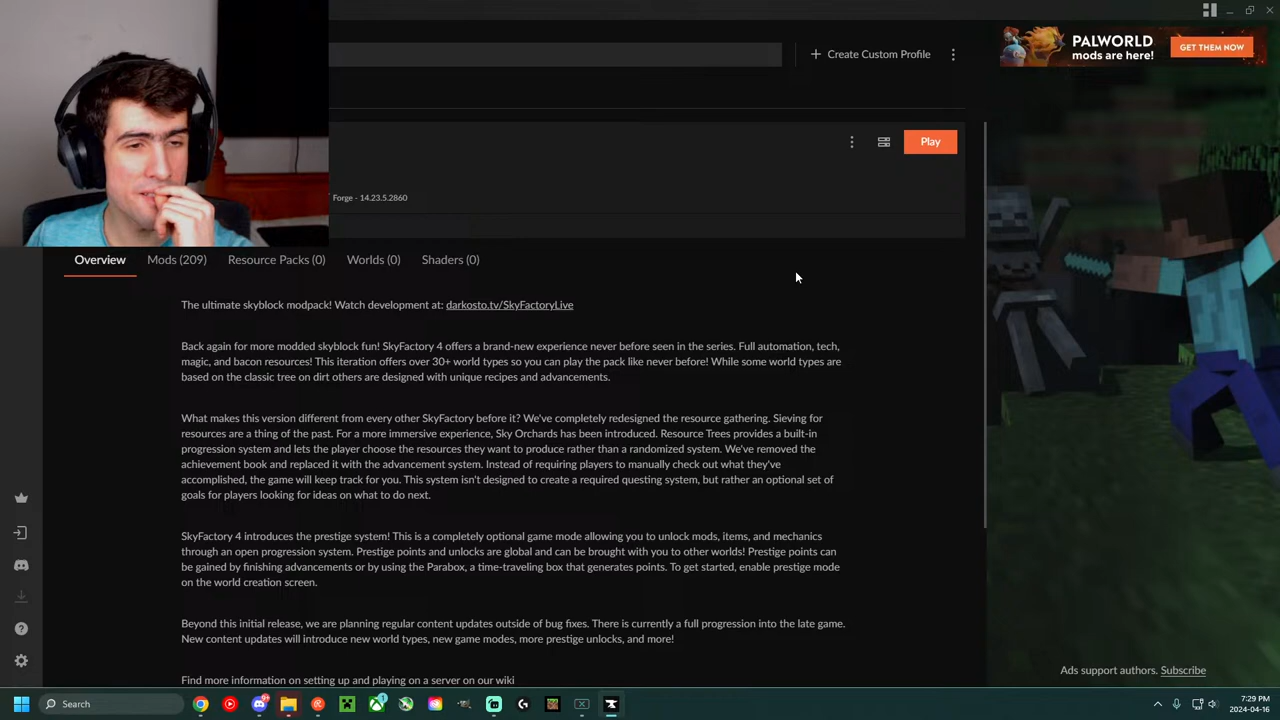 PALWORLD
mods are here!
GET THEM NOW
Create Custom Profile
Play
Forge - 14.23.5.2860
Overview
Mods (209)
Resource Packs (0)
Worlds (0)
Shaders (0)
The ultimate skyblock modpack! Watch development at: darkosto.tv/SkyFactoryLive
Back again for more modded skyblock fun! SkyFactory 4 offers a brand-new experience never before seen in the series. Full automation, tech,
magic, and bacon resources! This iteration offers over 30+ world types so you can play the pack like never before! While some world types are
based on the classic tree on dirt others are designed with unique recipes and advancements.
What makes this version different from every other SkyFactory before it? We've completely redesigned the resource gathering. Sieving for
resources are a thing of the past. For a more immersive experience, Sky Orchards has been introduced. Resource Trees provides a built-in
progression system and lets the player choose the resources they want to produce rather than a randomized system. We've removed the
achievement book and replaced it with the advancement system. Instead of requiring players to manually check out what they've
accomplished, the game will keep track for you. This system isn't designed to create a required questing system, but rather an optional set of
goals for players looking for ideas on what to do next.
SkyFactory 4 introduces the prestige system! This is a completely optional game mode allowing you to unlock mods, items, and mechanics
through an open progression system. Prestige points and unlocks are global and can be brought with you to other worlds! Prestige points can
be gained by finishing advancements or by using the Parabox, a time-traveling box that generates points. To get started, enable prestige mode
on the world creation screen.
Beyond this initial release, we are planning regular content updates outside of bug fixes. There is currently a full progression into the late game.
New content updates will introduce new world types, new game modes, more prestige unlocks, and more!
Find more information on setting up and playing on a server on our wiki
Ads support authors. Subscribe
Search
7:29 PM
2024-04-16